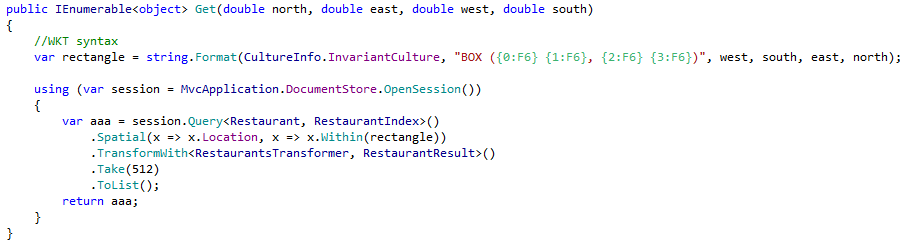 public IEnumerable<object> Get(double north, double east, double west, double south)
{
    //WKT syntax
    var rectangle = string.Format(CultureInfo.InvariantCulture, "BOX ({0:F6} {1:F6}, {2:F6} {3:F6})", west, south, east, north);

    using (var session = MvcApplication.DocumentStore.OpenSession())
    {
        var aaa = session.Query<Restaurant, RestaurantIndex>()
            .Spatial(x => x.Location, x => x.Within(rectangle))
            .TransformWith<RestaurantsTransformer, RestaurantResult>()
            .Take(512)
            .ToList();
        return aaa;
    }
}